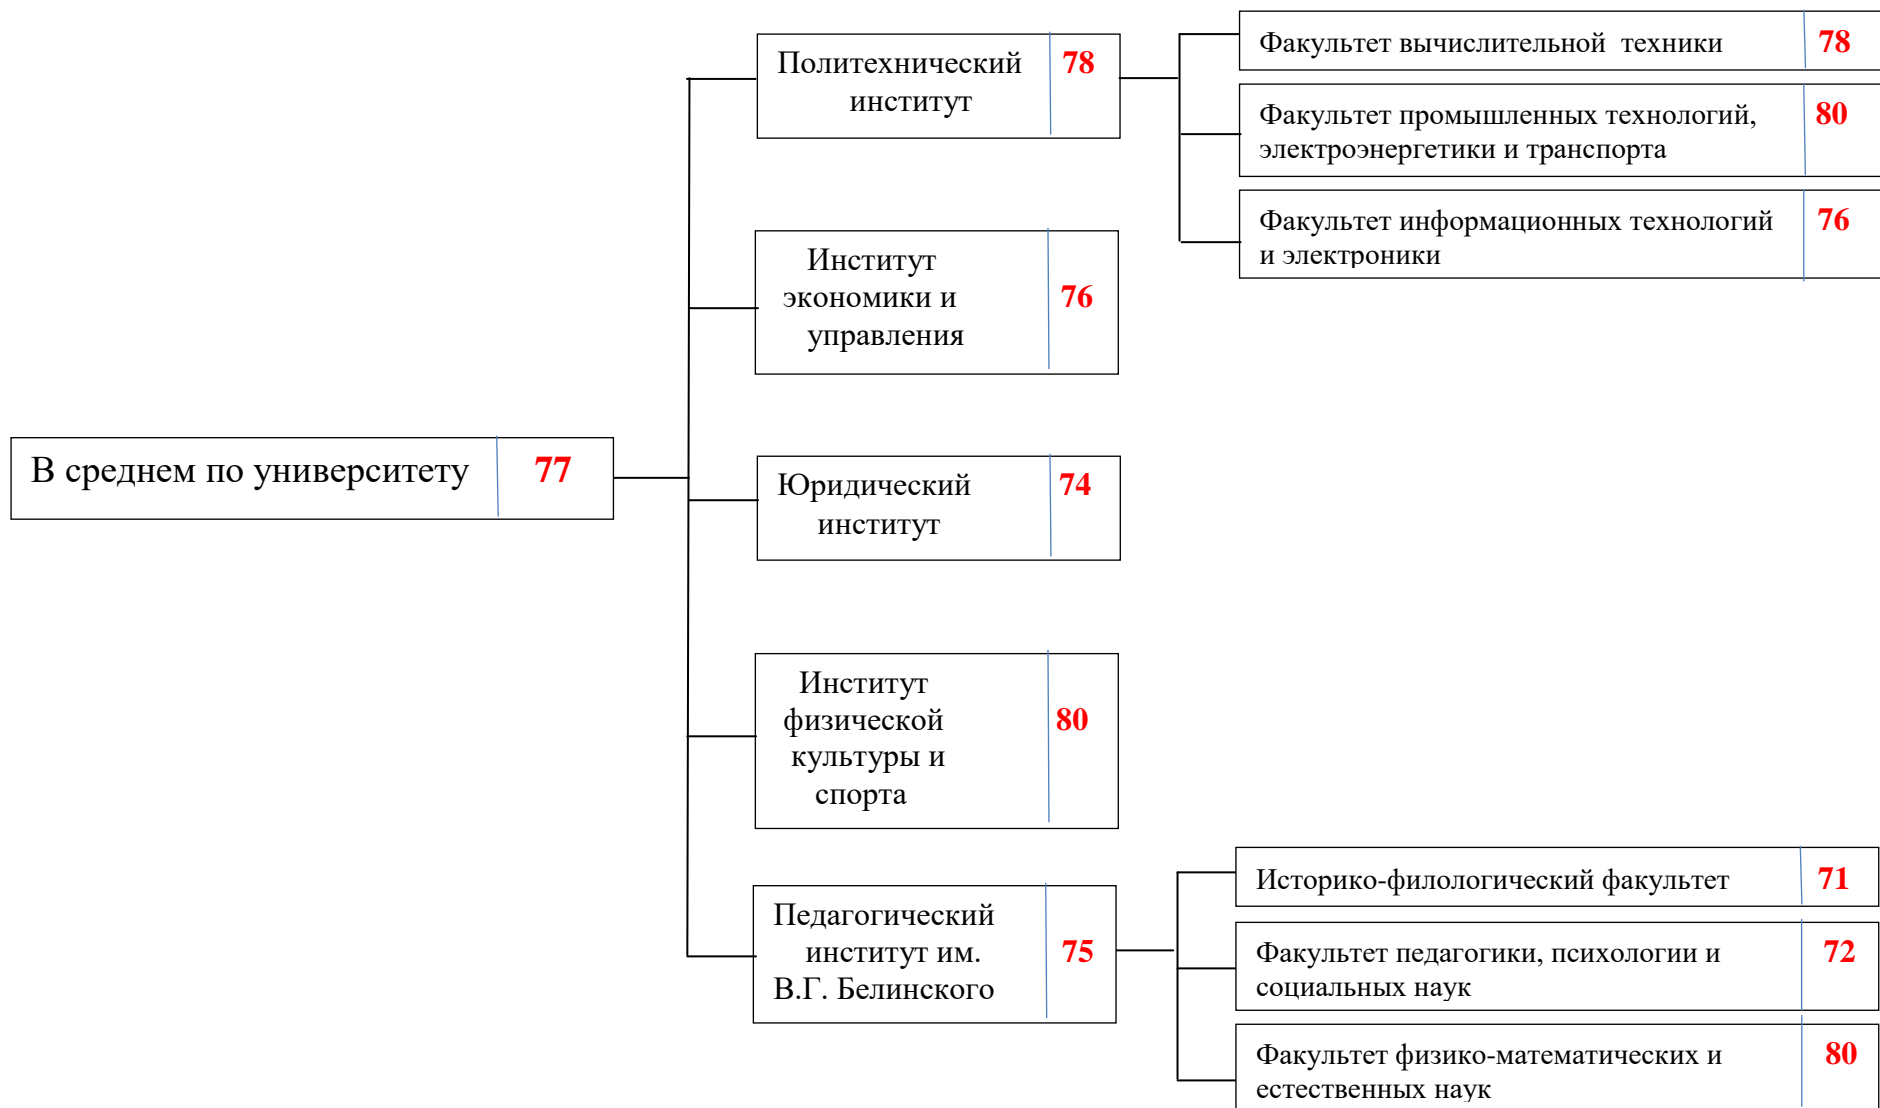 В среднем по университету 77
Политехнический 78
институт
Факультет вычислительной техники 78
Факультет промышленных технологий, 80
электроэнергетики и транспорта
Факультет информационных технологий 76
и электроники
Институт
экономики и 76
управления
Юридический 74
институт
Институт
физической 80
культуры и
спорта
Педагогический
институт им. 75
В.Г. Белинского
Историко-филологический факультет 71
Факультет педагогики, психологии и 72
социальных наук
Факультет физико-математических и 80
естественных наук